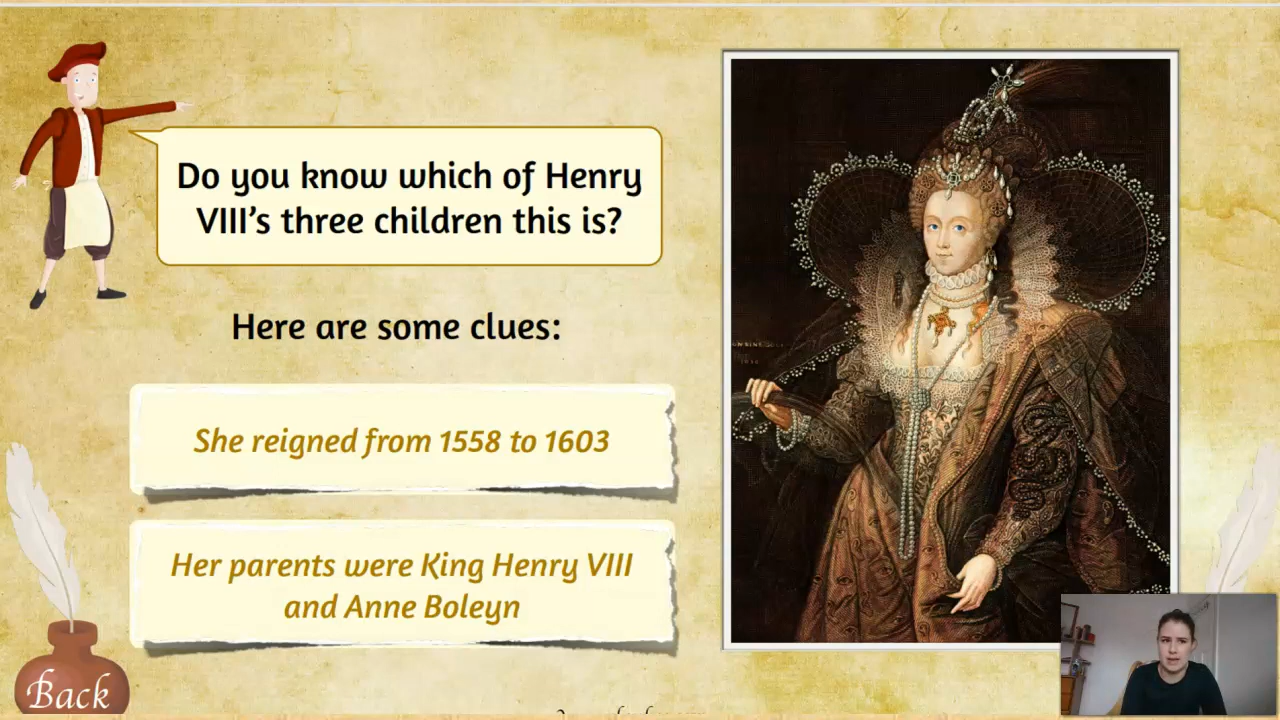 Do you know which of Henry
VIII’s three children this is?
Here are some clues:
She reigned from 1558 to 1603
Her parents were King Henry VIII
and Anne Boleyn
Back